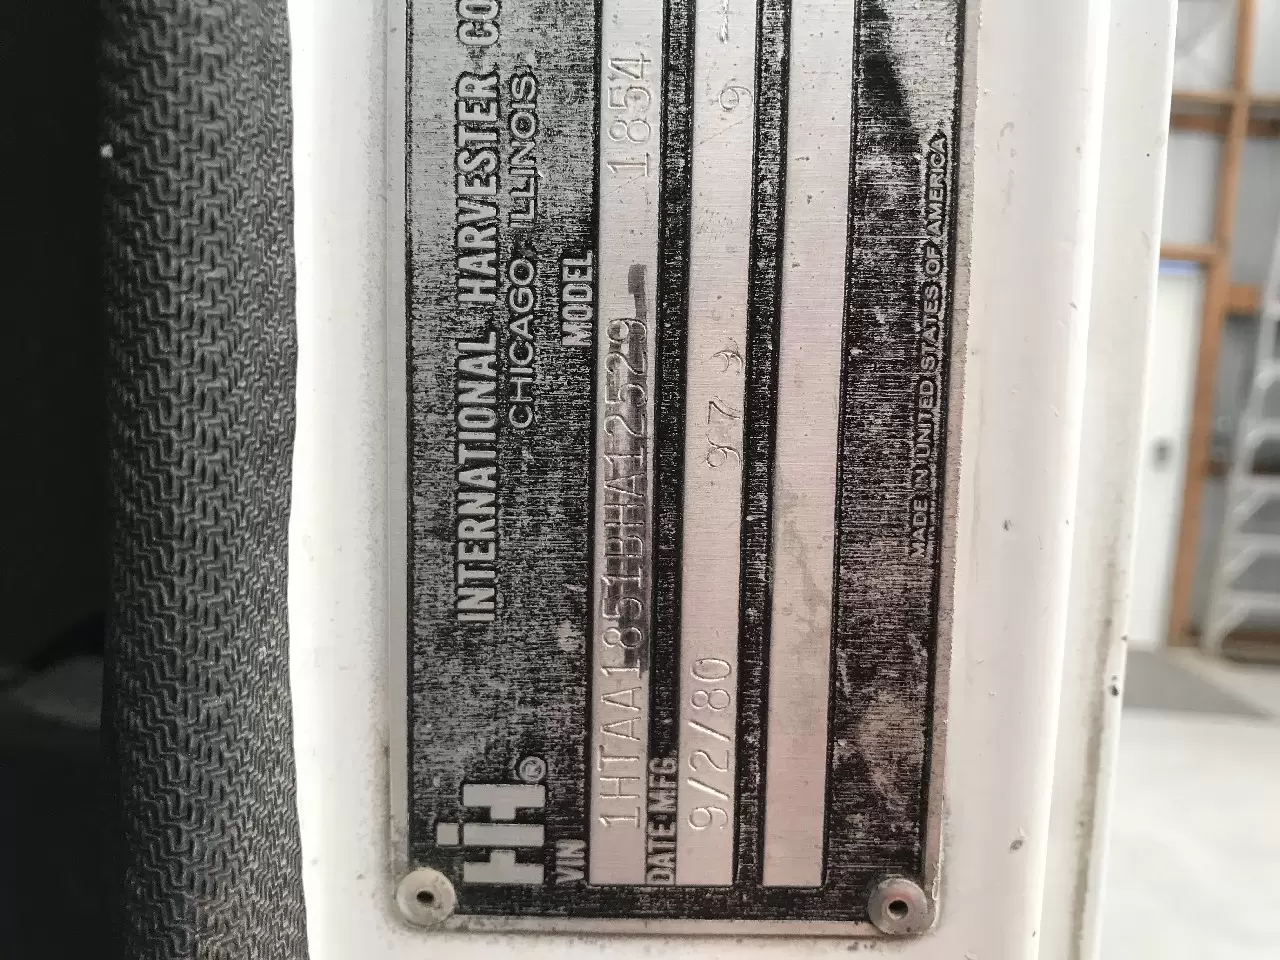 INTERNATIONAL HARVESTER CO
CHICAGO, ILLINOIS
IH®
VIN MODEL
1HTAA1851BHA12529 1854
DATE-MFG
9/2/80
MADE IN UNITED STATES OF AMERICA